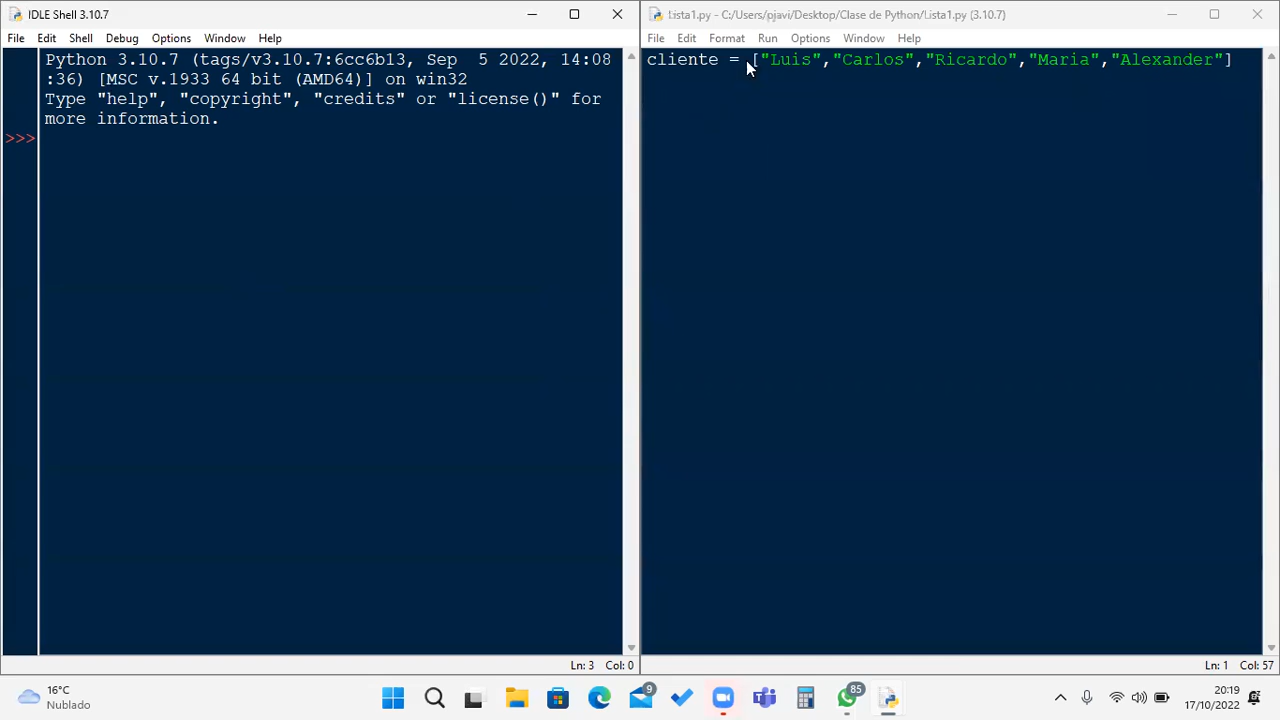 IDLE Shell 3.10.7
File Edit Shell Debug Options Window Help
Python 3.10.7 (tags/v3.10.7:6cc6b13, Sep  5 2022, 14:08
:36) [MSC v.1933 64 bit (AMD64)] on win32
Type "help", "copyright", "credits" or "license()" for
more information.
>>>
Ln: 3 Col: 0
Lista1.py - C:/Users/pjavi/Desktop/Clase de Python/Lista1.py (3.10.7)
File Edit Format Run Options Window Help
cliente = ["Luis","Carlos","Ricardo","Maria","Alexander"]
Ln: 1 Col: 57
16°C
Nublado
9
85
20:19
17/10/2022